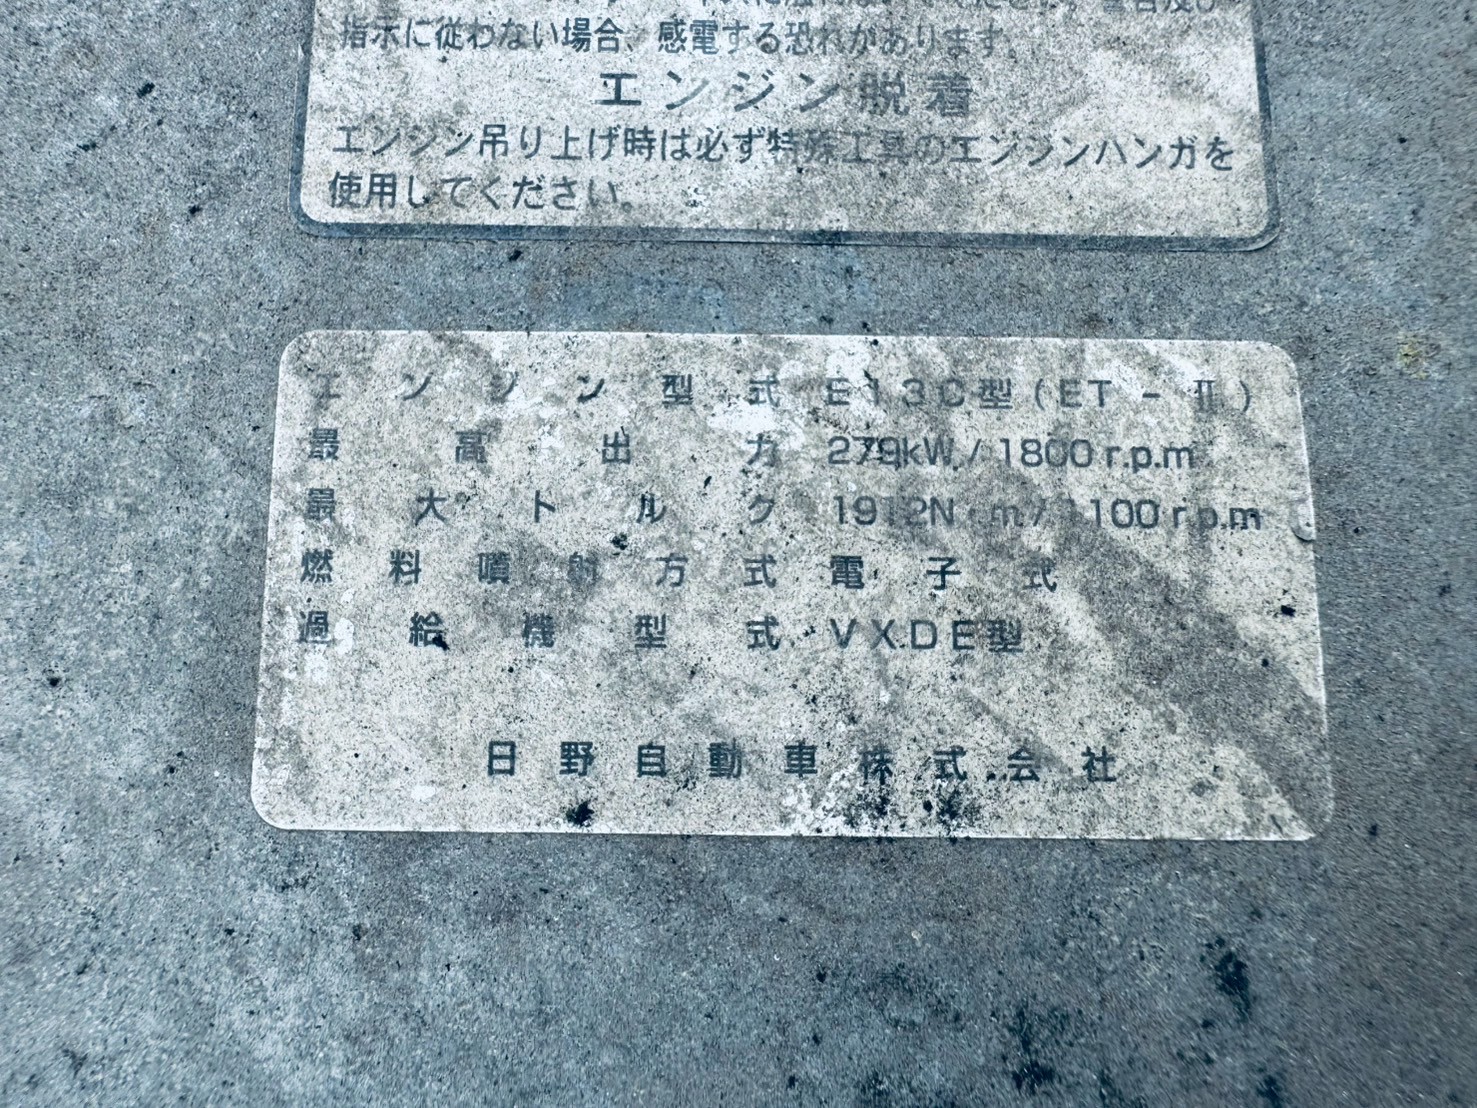 指示に従わない場合、感電する恐れがあります。
エンジン脱着
エンジン吊り上げ時は必ず特殊工具のエンジンハンガを
使用してください。
エンジン型式 E13C型(ET-Ⅱ)
最高出力 279kW/1800r.p.m
最大トルク 1912N・m/1100r.p.m
燃料噴射方式 電子式
過給機型式 VXDE型
日野自動車株式会社